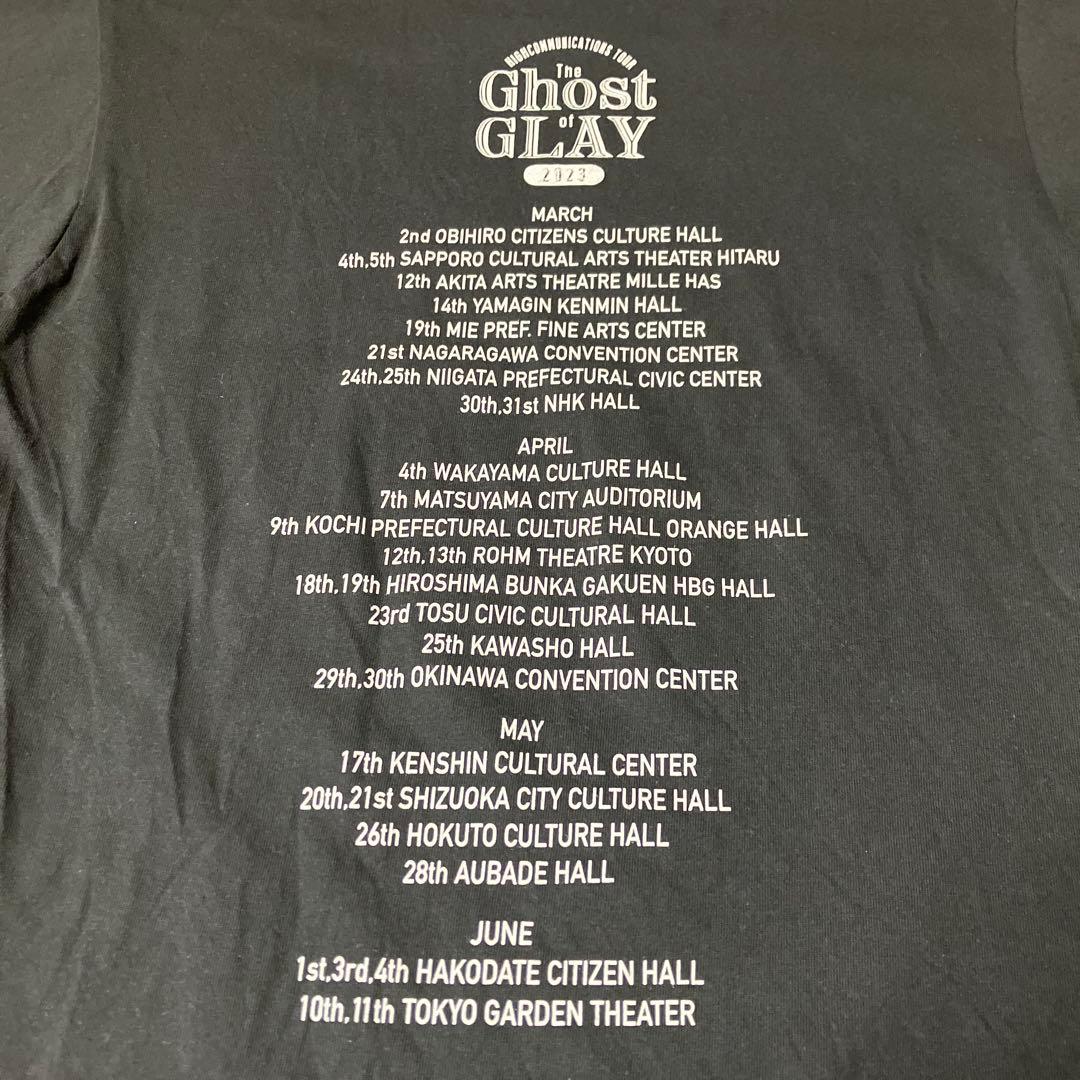 HIGHCOMMUNICATIONS TOUR
The
Ghost
of
GLAY
2023
MARCH
2nd OBIHIRO CITIZENS CULTURE HALL
4th,5th SAPPORO CULTURAL ARTS THEATER HITARU
12th AKITA ARTS THEATRE MILLE HAS
14th YAMAGIN KENMIN HALL
19th MIE PREF. FINE ARTS CENTER
21st NAGARAGAWA CONVENTION CENTER
24th,25th NIIGATA PREFECTURAL CIVIC CENTER
30th,31st NHK HALL
APRIL
4th WAKAYAMA CULTURE HALL
7th MATSUYAMA CITY AUDITORIUM
9th KOCHI PREFECTURAL CULTURE HALL ORANGE HALL
12th,13th ROHM THEATRE KYOTO
18th,19th HIROSHIMA BUNKA GAKUEN HBG HALL
23rd TOSU CIVIC CULTURAL HALL
25th KAWASHO HALL
29th,30th OKINAWA CONVENTION CENTER
MAY
17th KENSHIN CULTURAL CENTER
20th,21st SHIZUOKA CITY CULTURE HALL
26th HOKUTO CULTURE HALL
28th AUBADE HALL
JUNE
1st,3rd,4th HAKODATE CITIZEN HALL
10th,11th TOKYO GARDEN THEATER